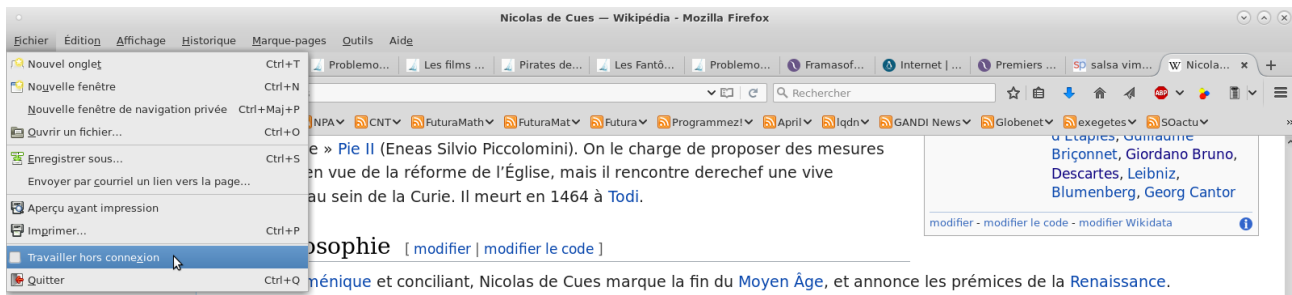 Nicolas de Cues — Wikipédia - Mozilla Firefox
Fichier Édition Affichage Historique Marque-pages Outils Aide
Nouvel onglet Ctrl+T
Problemo... Les films ... Pirates de... Les Fantô... Problemo... Framasof... Internet | ... Premiers ... salsa vim... W Nicola...
Nouvelle fenêtre Ctrl+N
Rechercher
Nouvelle fenêtre de navigation privée Ctrl+Maj+P
Ouvrir un fichier... Ctrl+O
NPA CNT FuturaMath FuturaMat Futura Programmez! April lqdn GANDI News Globenet exegetes SOactu »
Enregistrer sous... Ctrl+S
Envoyer par courriel un lien vers la page...
Aperçu avant impression
Imprimer... Ctrl+P
Travailler hors connexion
Quitter Ctrl+Q
e » Pie II (Eneas Silvio Piccolomini). On le charge de proposer des mesures
en vue de la réforme de l'Église, mais il rencontre derechef une vive
au sein de la Curie. Il meurt en 1464 à Todi.
d'Étaples, Guillaume
Briçonnet, Giordano Bruno,
Descartes, Leibniz,
Blumenberg, Georg Cantor
modifier - modifier le code - modifier Wikidata
osophie [ modifier | modifier le code ]
ménique et conciliant, Nicolas de Cues marque la fin du Moyen Âge, et annonce les prémices de la Renaissance.